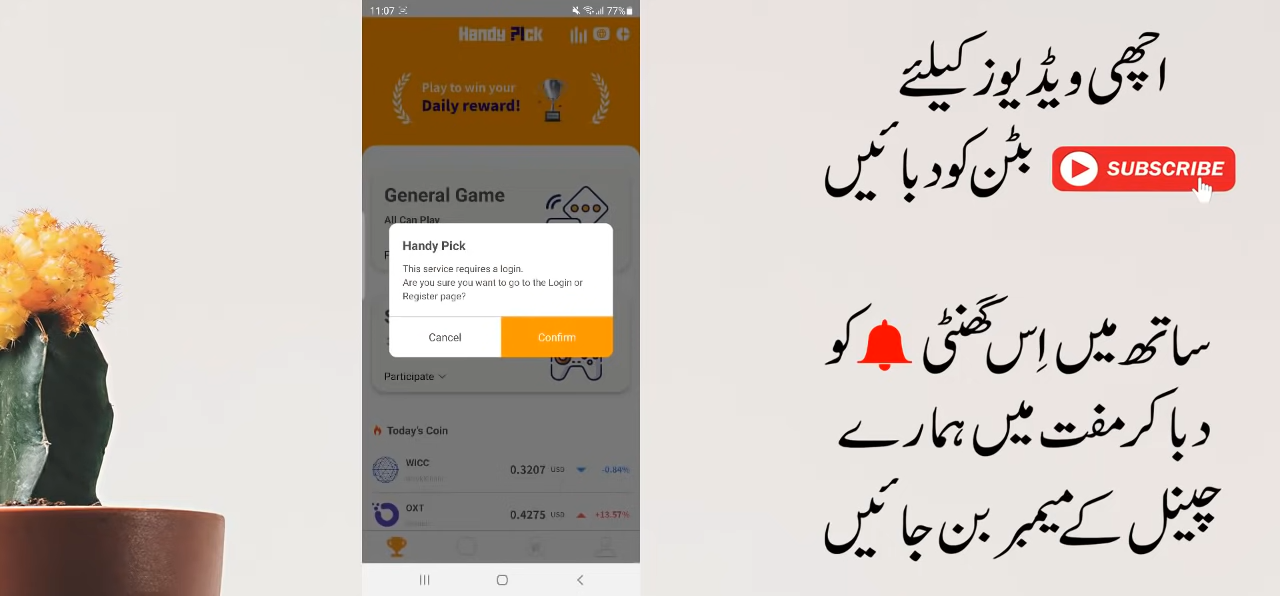 11:07
77%
Handy Pick
Play to win your
Daily reward!
General Game
All Can Play
Handy Pick
This service requires a login.
Are you sure you want to go to the Login or
Register page?
Cancel
Confirm
Participate
Today's Coin
WICC
0.3207 USD
-0.84%
OXT
0.4275 USD
+13.57%
اچھی ویڈیوز کیلئے
SUBSCRIBE بٹن کو دبائیں
ساتھ میں اِس گھنٹی کو
دبا کر مفت میں ہمارے
چینل کے میمبر بن جائیں